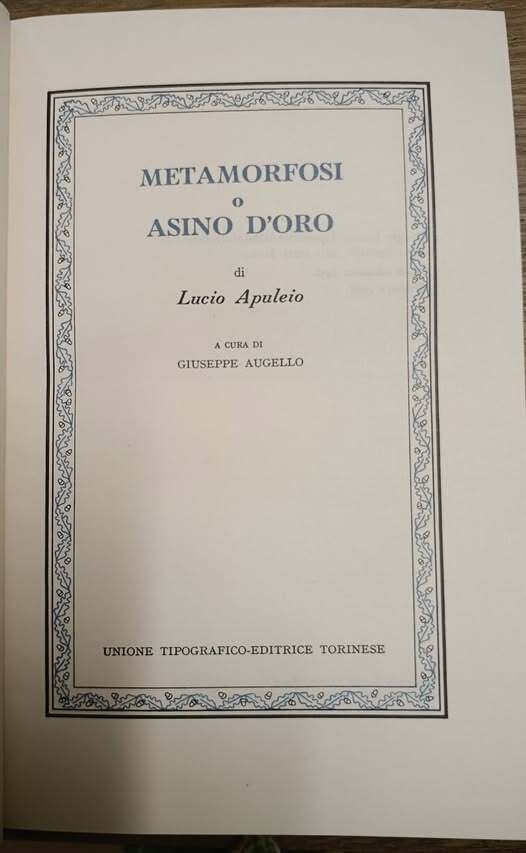 METAMORFOSI
o
ASINO D'ORO
di
Lucio Apuleio
A CURA DI
GIUSEPPE AUGELLO
UNIONE TIPOGRAFICO-EDITRICE TORINESE